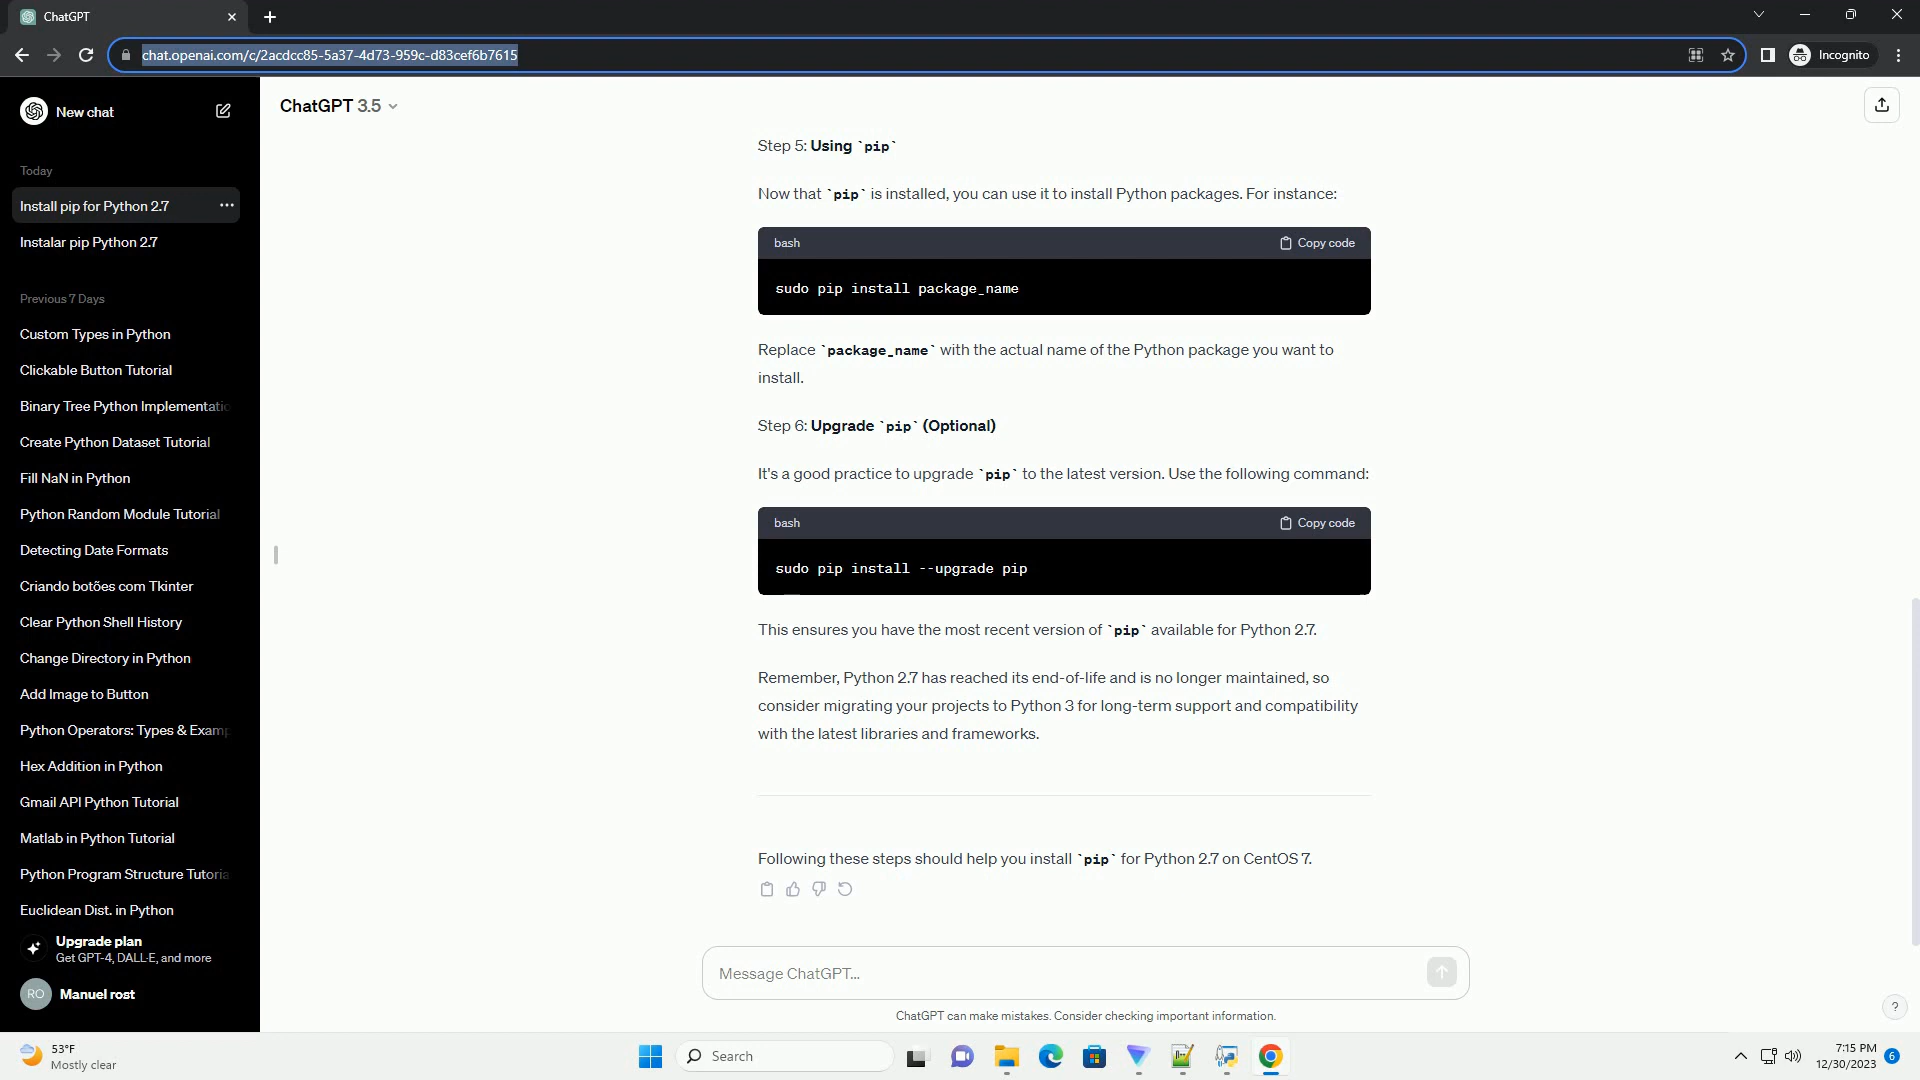 ChatGPT
chat.openai.com/c/2acdcc85-5a37-4d73-959c-d83cef6b7615
Incognito
New chat
Today
Install pip for Python 2.7
Instalar pip Python 2.7
Previous 7 Days
Custom Types in Python
Clickable Button Tutorial
Binary Tree Python Implementatio
Create Python Dataset Tutorial
Fill NaN in Python
Python Random Module Tutorial
Detecting Date Formats
Criando botões com Tkinter
Clear Python Shell History
Change Directory in Python
Add Image to Button
Python Operators: Types & Examp
Hex Addition in Python
Gmail API Python Tutorial
Matlab in Python Tutorial
Python Program Structure Tutoria
Euclidean Dist. in Python
Upgrade plan
Get GPT-4, DALL·E, and more
RO
Manuel rost
ChatGPT 3.5
Step 5: Using `pip`
Now that `pip` is installed, you can use it to install Python packages. For instance:
bash
Copy code
sudo pip install package_name
Replace `package_name` with the actual name of the Python package you want to
install.
Step 6: Upgrade `pip` (Optional)
It's a good practice to upgrade `pip` to the latest version. Use the following command:
bash
Copy code
sudo pip install --upgrade pip
This ensures you have the most recent version of `pip` available for Python 2.7.
Remember, Python 2.7 has reached its end-of-life and is no longer maintained, so
consider migrating your projects to Python 3 for long-term support and compatibility
with the latest libraries and frameworks.
Following these steps should help you install `pip` for Python 2.7 on CentOS 7.
Message ChatGPT...
ChatGPT can make mistakes. Consider checking important information.
?
53°F
Mostly clear
Search
7:15 PM
12/30/2023
6